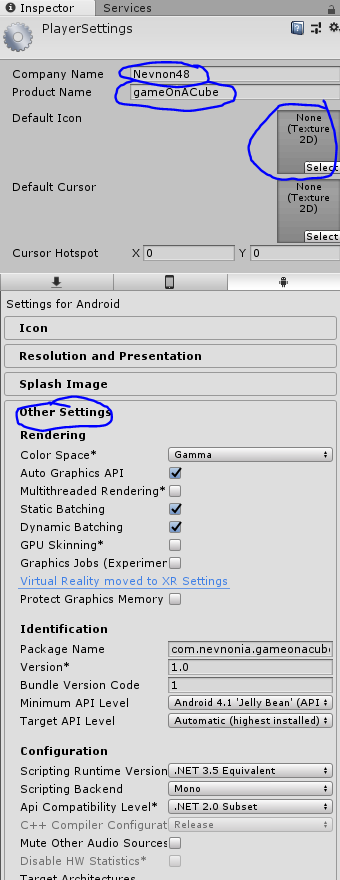 Inspector Services
PlayerSettings
Company Name Nevnon48
Product Name gameOnACube
Default Icon None (Texture 2D) Select
Default Cursor None (Texture 2D) Select
Cursor Hotspot X 0 Y 0
Settings for Android
Icon
Resolution and Presentation
Splash Image
Other Settings
Rendering
Color Space* Gamma
Auto Graphics API
Multithreaded Rendering*
Static Batching
Dynamic Batching
GPU Skinning*
Graphics Jobs (Experimer
Virtual Reality moved to XR Settings
Protect Graphics Memory
Identification
Package Name com.nevnonia.gameonacube
Version* 1.0
Bundle Version Code 1
Minimum API Level Android 4.1 'Jelly Bean' (API
Target API Level Automatic (highest installed)
Configuration
Scripting Runtime Version .NET 3.5 Equivalent
Scripting Backend Mono
Api Compatibility Level* .NET 2.0 Subset
C++ Compiler Configurat Release
Mute Other Audio Sources
Disable HW Statistics*
Target Architectures